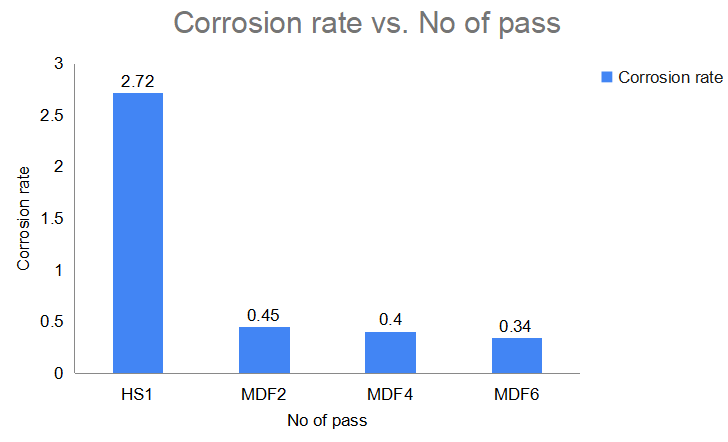 Corrosion rate vs. No of pass
Corrosion rate
3
2.5
2
1.5
1
0.5
0
Corrosion rate
2.72
0.45
0.4
0.34
HS1
MDF2
MDF4
MDF6
No of pass